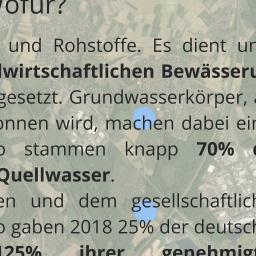 wofür?
und Rohstoffe. Es dient un
lwirtschaftlichen Bewässeru
gesetzt. Grundwasserkörper, a
onnen wird, machen dabei ein
o stammen knapp 70%
Quellwasser.
en und dem gesellschaftlich
o gaben 2018 25% der deutsch
125% ihrer genehmigt